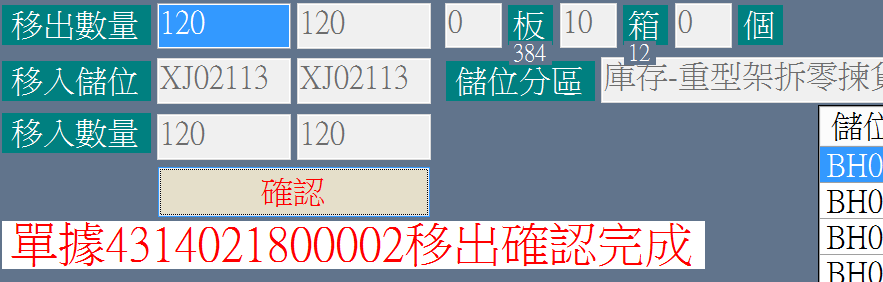 移出數量 120 120 0 板 10 箱 0 個
384 12
移入儲位 XJ02113 XJ02113 儲位分區 庫存-重型架拆零揀
移入數量 120 120
儲位
確認
BH0
BH0
單據4314021800002移出確認完成
BH0
BH0